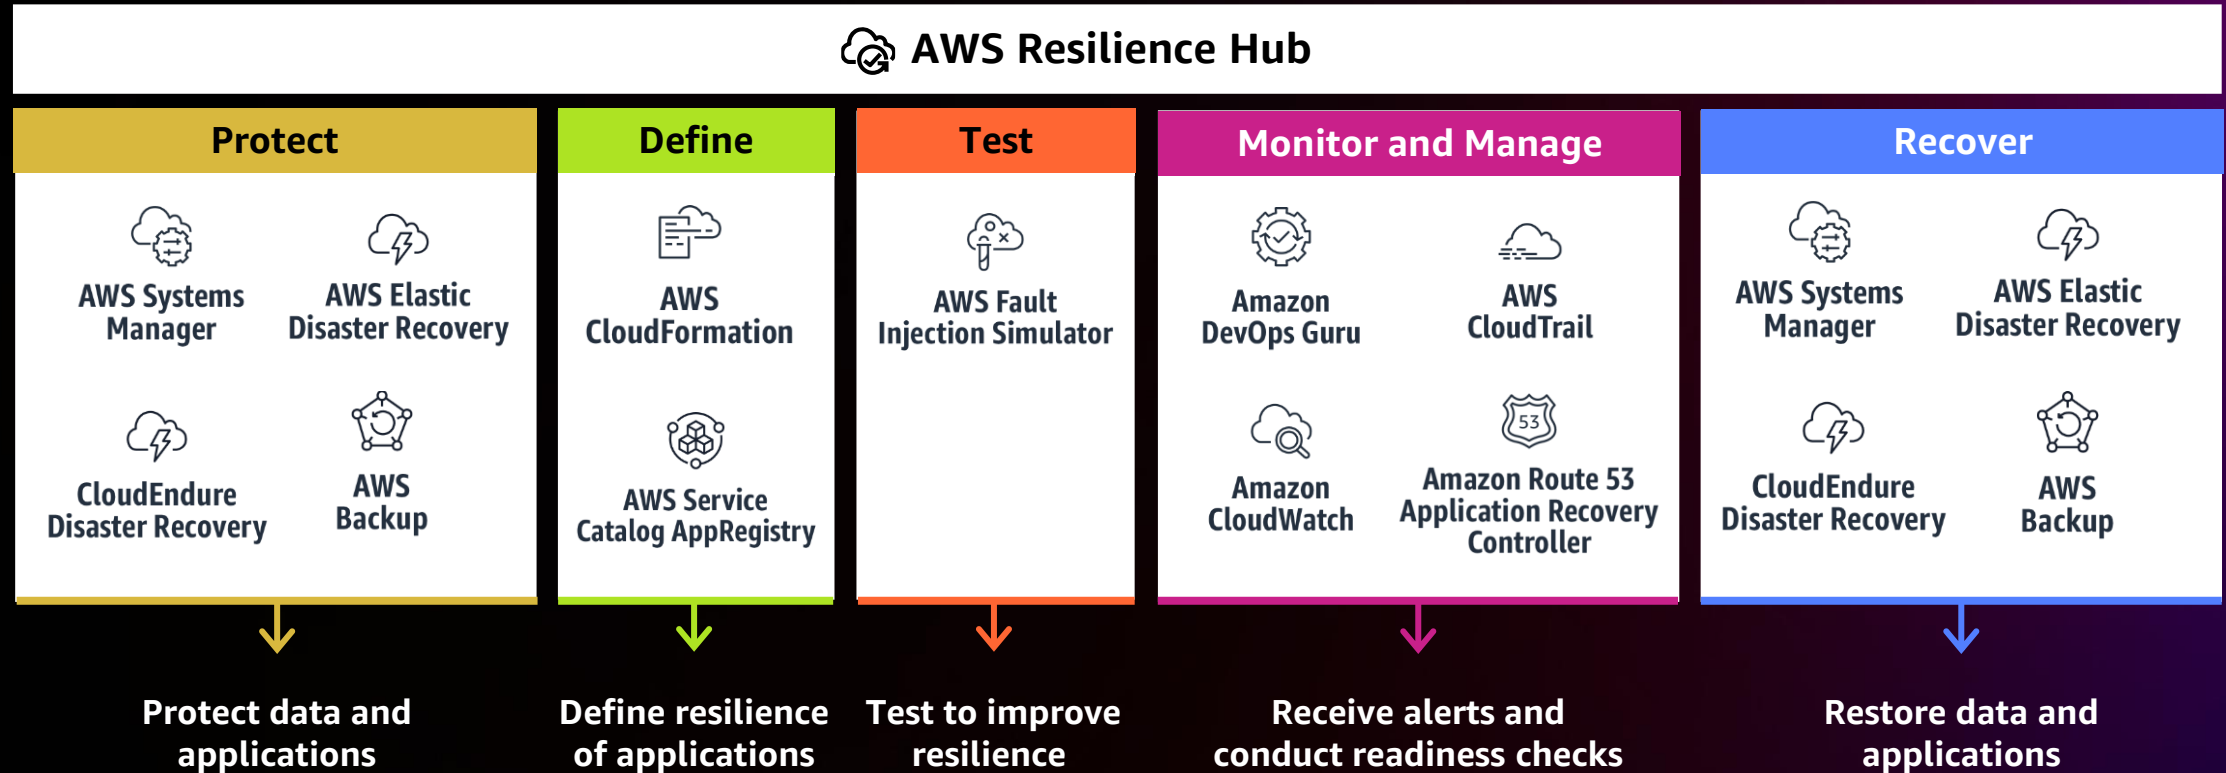 AWS Resilience Hub
Protect
AWS Systems
Manager
AWS Elastic
Disaster Recovery
CloudEndure
Disaster Recovery
AWS
Backup
Protect data and
applications
Define
AWS
CloudFormation
AWS Service
Catalog AppRegistry
Define resilience
of applications
Test
AWS Fault
Injection Simulator
Test to improve
resilience
Monitor and Manage
Amazon
DevOps Guru
AWS
CloudTrail
Amazon
CloudWatch
53
Amazon Route 53
Application Recovery
Controller
Receive alerts and
conduct readiness checks
Recover
AWS Systems
Manager
AWS Elastic
Disaster Recovery
CloudEndure
Disaster Recovery
AWS
Backup
Restore data and
applications